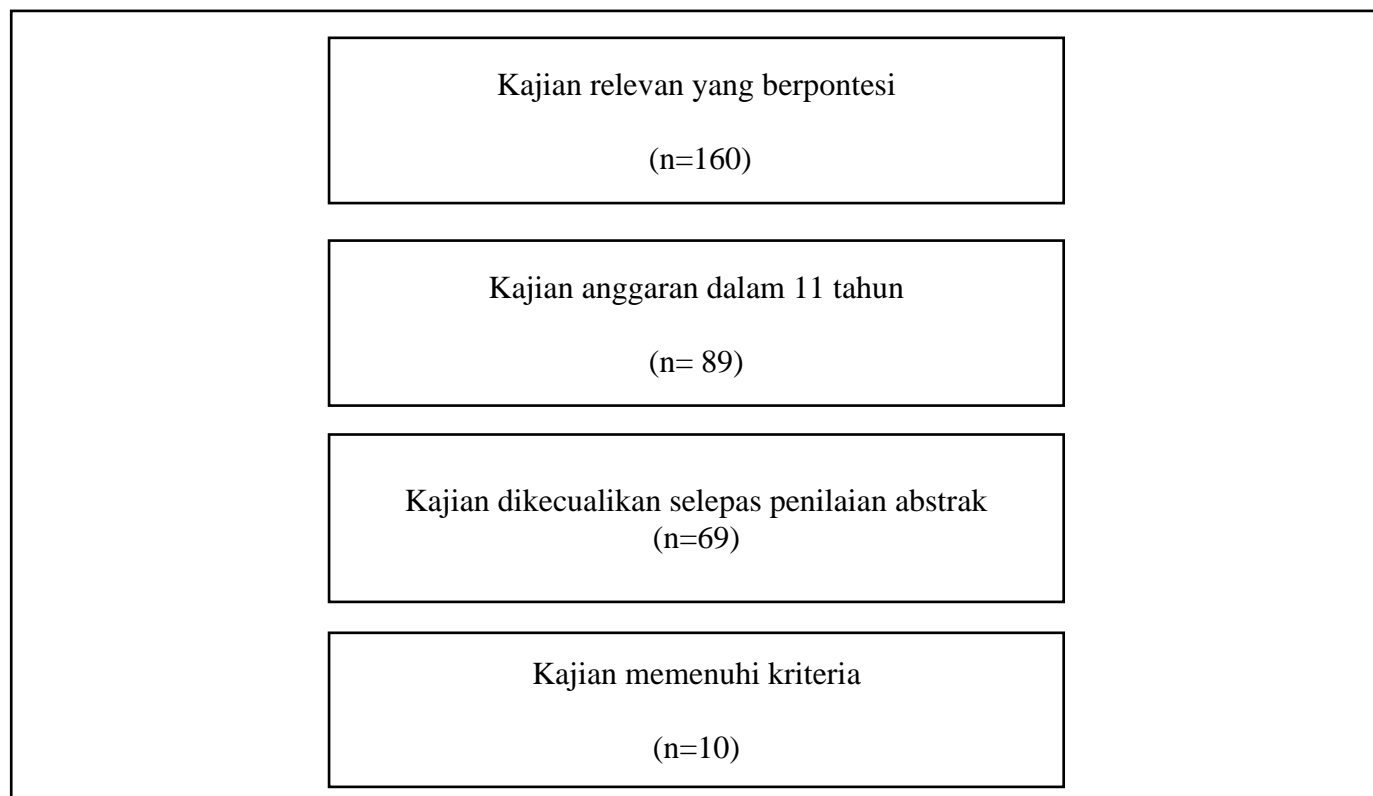 Kajian relevan yang berpontesi
(n=160)
Kajian anggaran dalam 11 tahun
(n= 89)
Kajian dikecualikan selepas penilaian abstrak
(n=69)
Kajian memenuhi kriteria
(n=10)